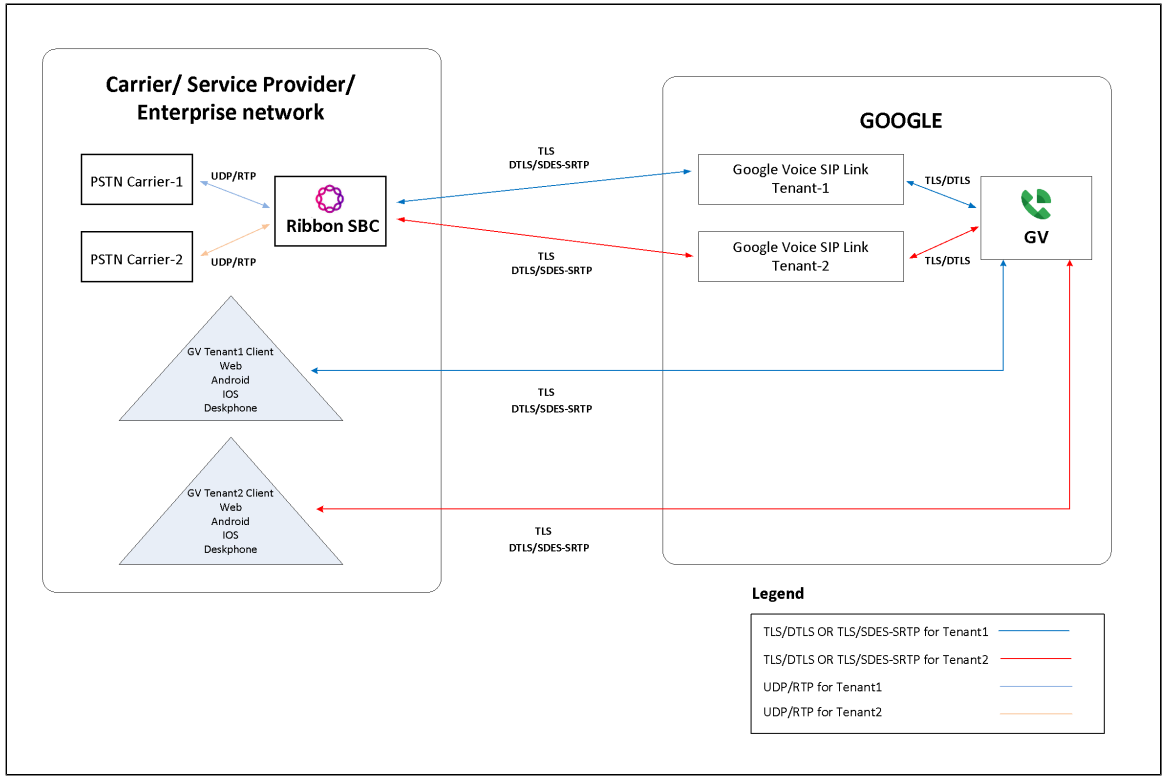 Carrier/ Service Provider/
Enterprise network
GOOGLE
PSTN Carrier-1
UDP/RTP
Ribbon SBC
PSTN Carrier-2
UDP/RTP
TLS
DTLS/SDES-SRTP
TLS
DTLS/SDES-SRTP
Google Voice SIP Link
Tenant-1
Google Voice SIP Link
Tenant-2
TLS/DTLS
TLS/DTLS
GV
GV Tenant1 Client
Web
Android
IOS
Deskphone
TLS
DTLS/SDES-SRTP
GV Tenant2 Client
Web
Android
IOS
Deskphone
TLS
DTLS/SDES-SRTP
Legend
TLS/DTLS OR TLS/SDES-SRTP for Tenant1
TLS/DTLS OR TLS/SDES-SRTP for Tenant2
UDP/RTP for Tenant1
UDP/RTP for Tenant2